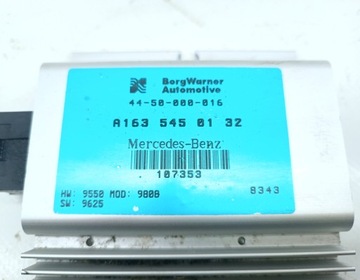 BorgWarner
Automotive
44-50-000-016
A163 545 01 32
Mercedes-Benz
107353
HW: 9550 MOD: 9808
8343
SW: 9625